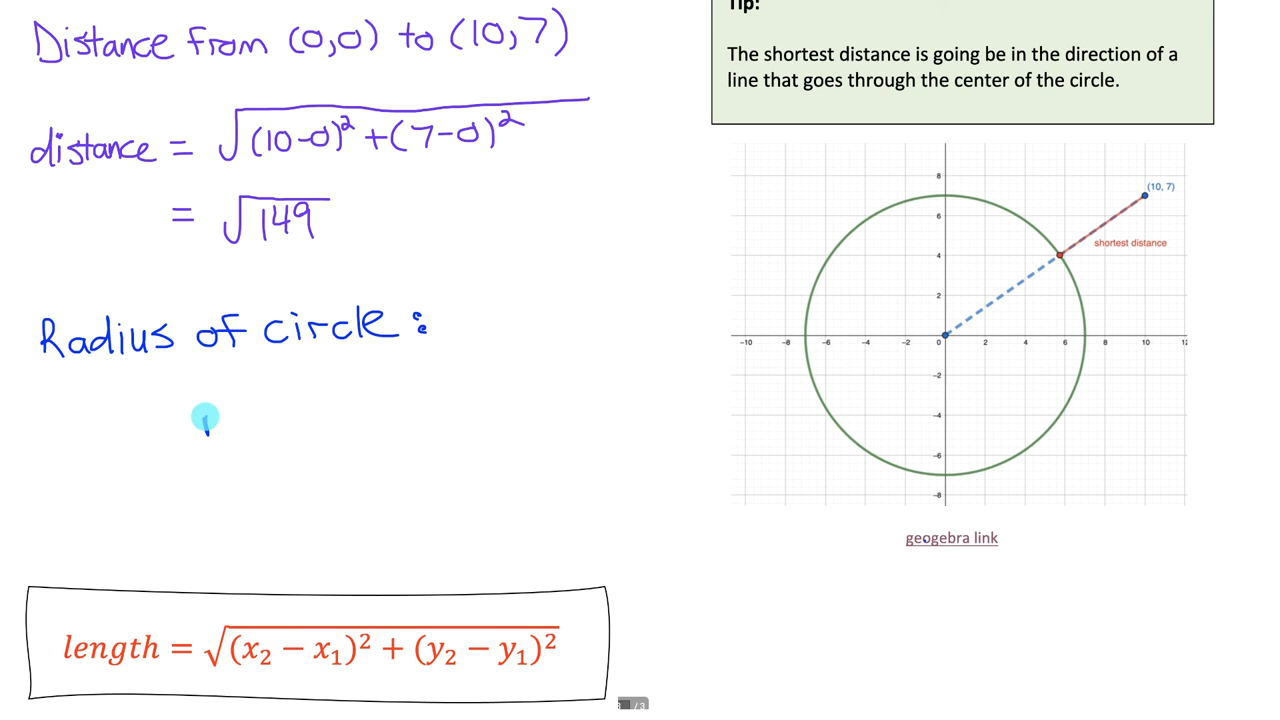 Distance from (0,0) to (10,7)
distance = √(10-0)² + (7-0)²
= √149
Radius of circle:
length = √(x₂ − x₁)² + (y₂ − y₁)²
/ 3
Tip:
The shortest distance is going be in the direction of a
line that goes through the center of the circle.
(10, 7)
shortest distance
8
6
4
2
−10 −8 −6 −4 −2 0 2 4 6 8 10
−2
−4
−6
−8
geogebra link